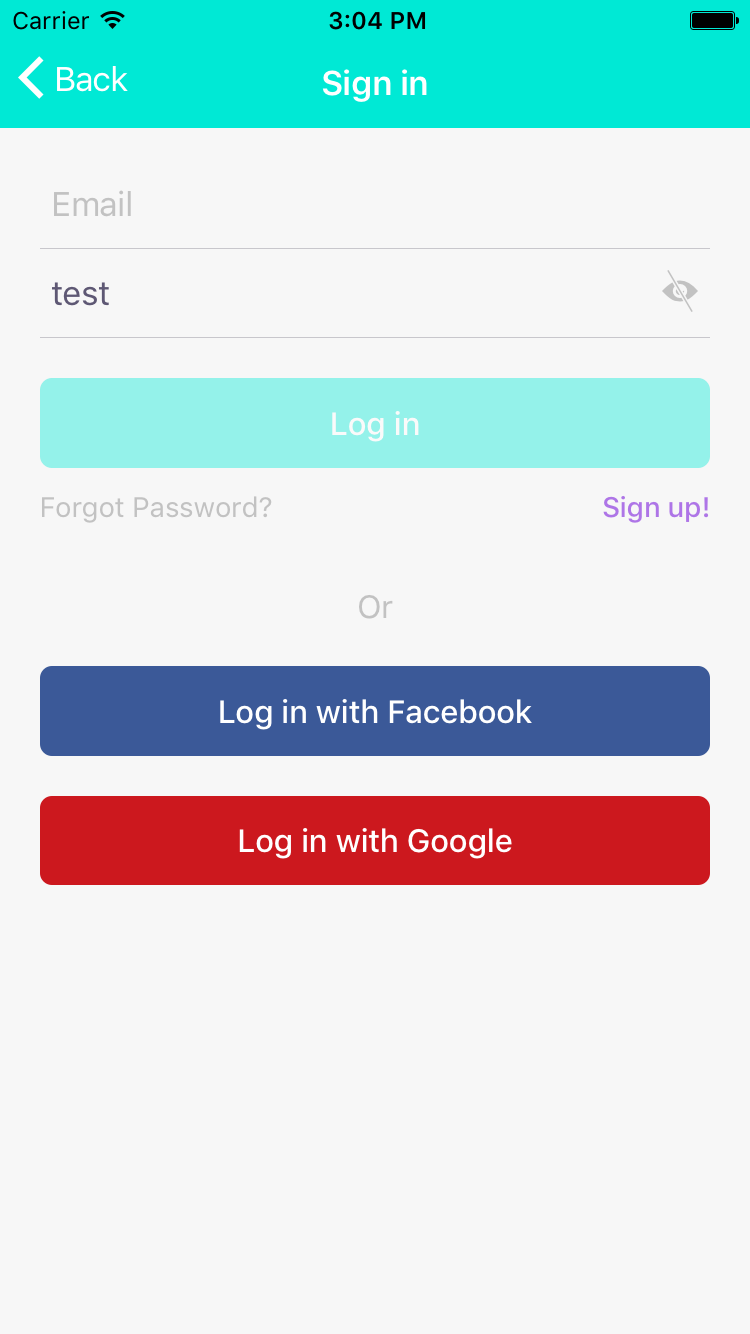 Carrier 3:04 PM
Back Sign in
Email
test
Log in
Forgot Password? Sign up!
Or
Log in with Facebook
Log in with Google